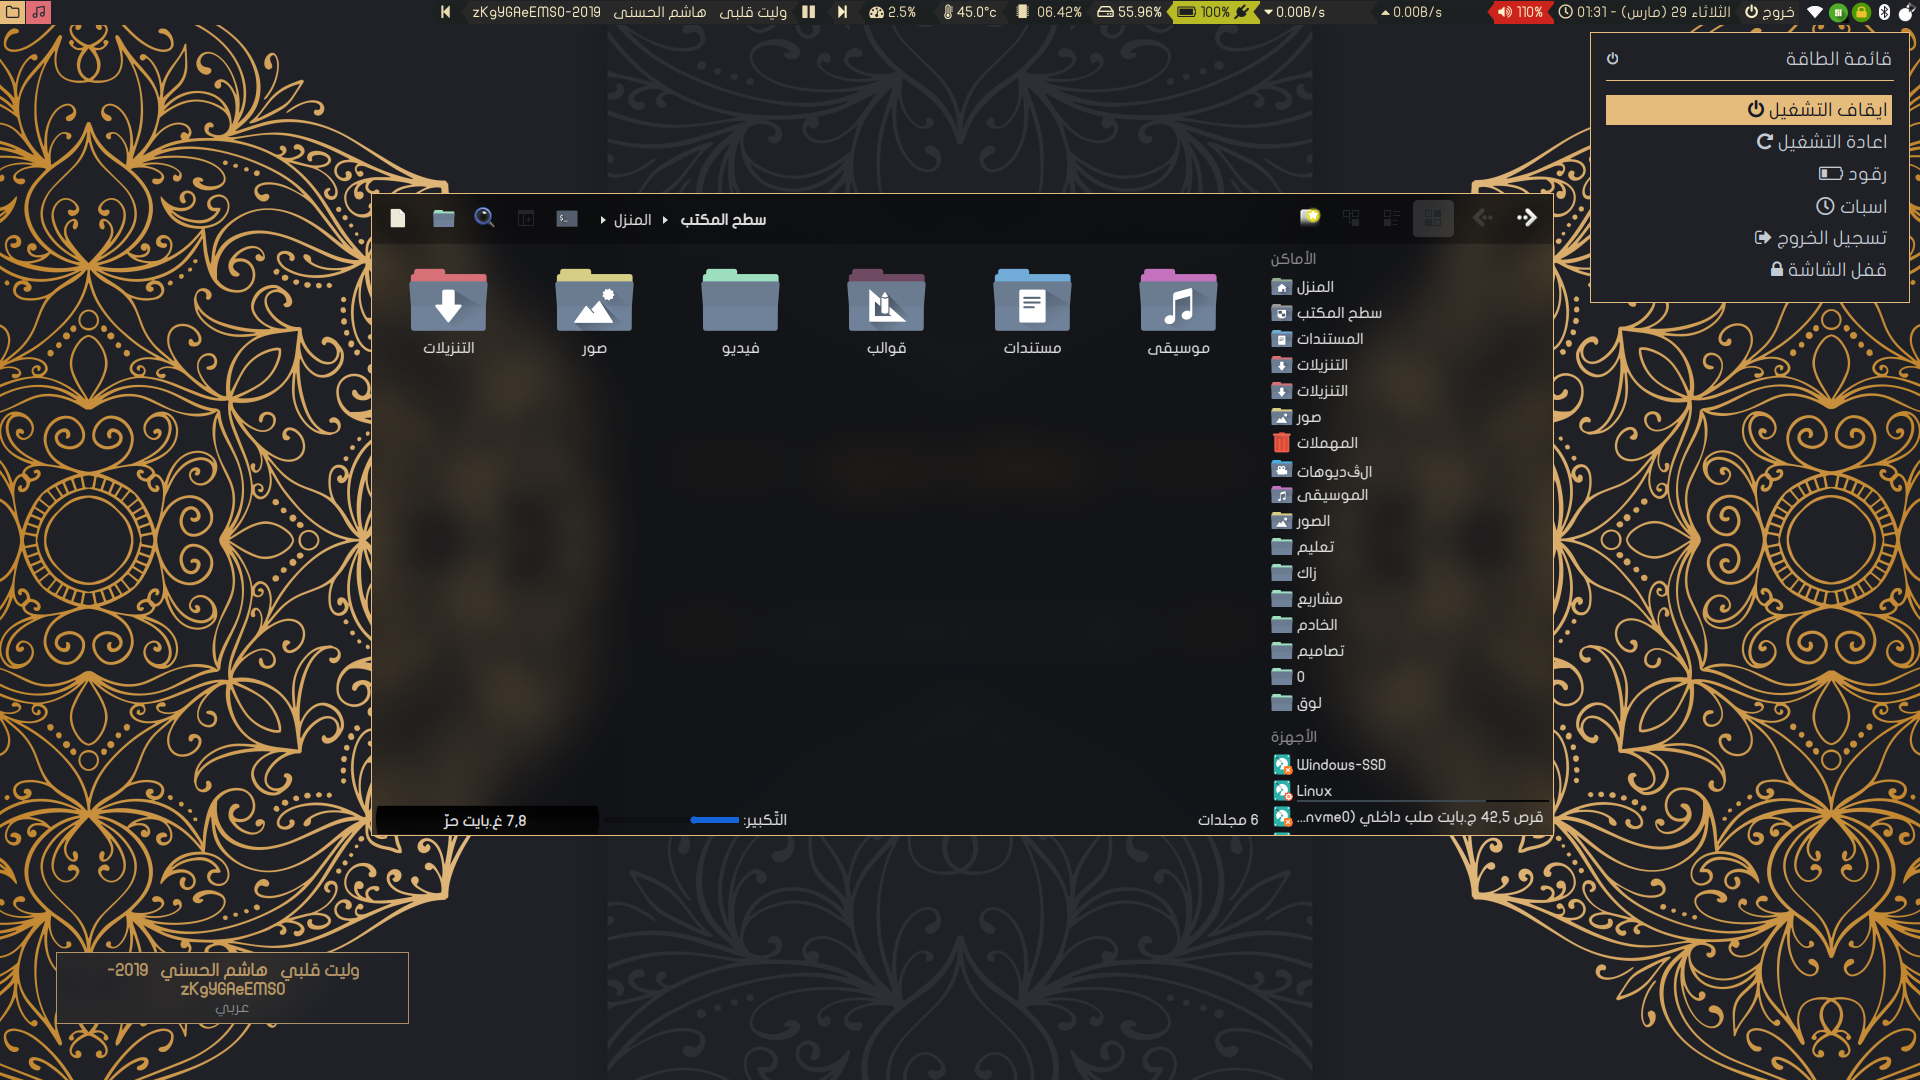 zKgYGAeEMS0-2019 وليت قلبي هاشم الحسني
2.5%
45.0°c
06.42%
55.96%
100%
0.00B/s
0.00B/s
110%
الثلاثاء 29 (مارس) - 01:31
خروج
قائمة الطاقة
ايقاف التشغيل
اعادة التشغيل
رقود
اسبات
تسجيل الخروج
قفل الشاشة
المنزل
سطح المكتب
التنزيلات
صور
فيديو
قوالب
مستندات
موسيقى
الأماكن
المنزل
سطح المكتب
المستندات
التنزيلات
التنزيلات
صور
المهملات
الڤديوهات
الموسيقى
الصور
تعليم
زاك
مشاريع
الخادم
تصاميم
0
لوق
الأجهزة
Windows-SSD
Linux
قرص 42,5 ج.بايت صلب داخلي (nvme0...
6 مجلدات
التّكبير:
7,8 غ.بايت حرّ
وليت قلبي هاشم الحسني 2019-
zKgYGAeEMS0
عربي